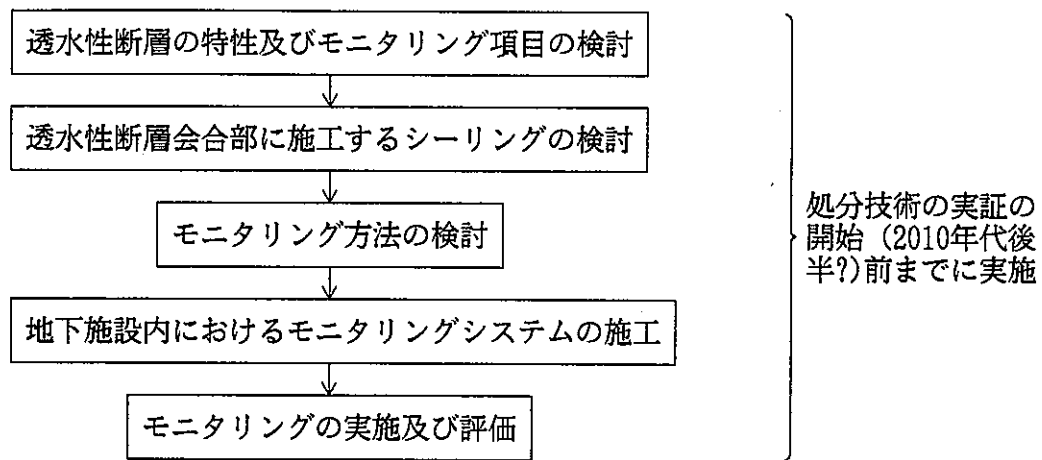 透水性断層の特性及びモニタリング項目の検討
透水性断層会合部に施工するシーリングの検討
モニタリング方法の検討
地下施設内におけるモニタリングシステムの施工
モニタリングの実施及び評価
処分技術の実証の
開始（2010年代後
半?)前までに実施